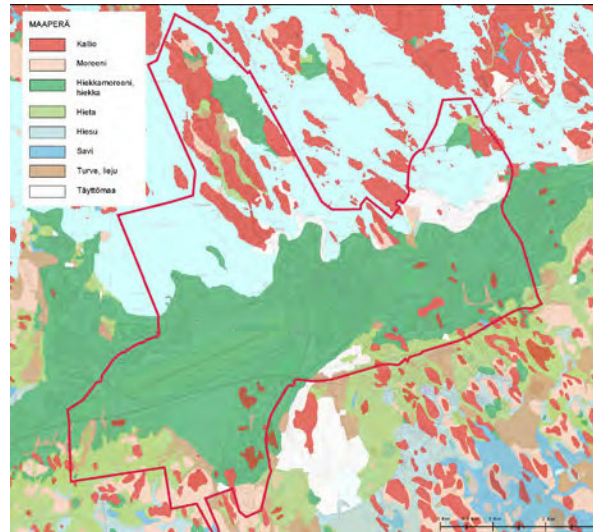 MAAPERÄ
Kallio
Moreeni
Hiekkamoreeni,
hiekka
Hieta
Hiesu
Savi
Turve, lieju
Täyttömaa